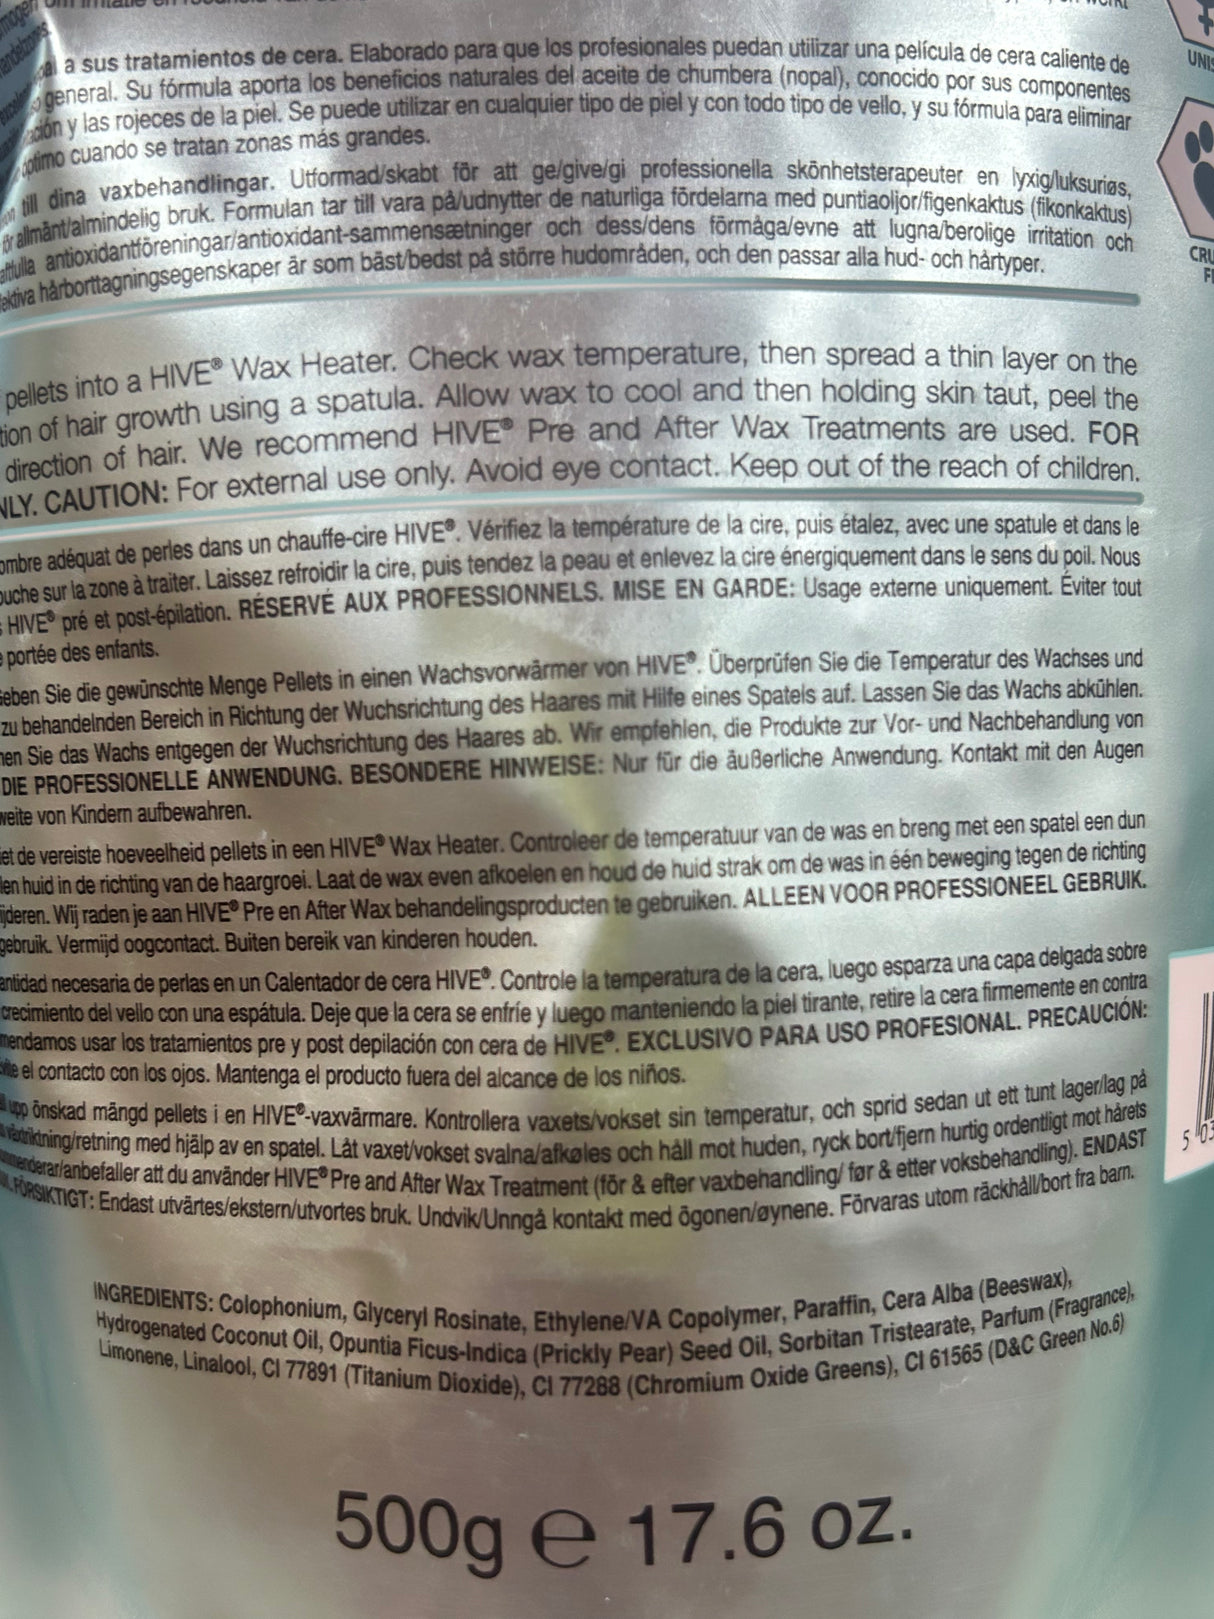 a sus tratamientos de cera. Elaborado para que los profesionales puedan utilizar una película de cera caliente de
general. Su fórmula aporta los beneficios naturales del aceite de chumbera (nopal), conocido por sus componentes
y las rojeces de la piel. Se puede utilizar en cualquier tipo de piel y con todo tipo de vello, y su fórmula para eliminar
cuando se tratan zonas más grandes.
till dina vaxbehandlingar. Utformad/skabt för att ge/give/gi professionella skönhetsterapeuter en lyxig/luksuriøs,
för allmänt/almindelig bruk. Formulan tar till vara på/udnytter de naturliga fördelarna med puntiaoljor/figenkaktus (fikonkaktus)
antioxidantföreningar/antioxidant-sammensætninger och dess/dens förmåga/evne att lugna/berolige irritation och
hårborttagningsegenskaper är som bäst/bedst på större hudområden, och den passar alla hud- och hårtyper.
pellets into a HIVE® Wax Heater. Check wax temperature, then spread a thin layer on the
tion of hair growth using a spatula. Allow wax to cool and then holding skin taut, peel the
direction of hair. We recommend HIVE® Pre and After Wax Treatments are used. FOR
NLY. CAUTION: For external use only. Avoid eye contact. Keep out of the reach of children.
ombre adéquat de perles dans un chauffe-cire HIVE®. Vérifiez la température de la cire, puis étalez, avec une spatule et dans le
ouche sur la zone à traiter. Laissez refroidir la cire, puis tendez la peau et enlevez la cire énergiquement dans le sens du poil. Nous
HIVE® pré et post-épilation. RÉSERVÉ AUX PROFESSIONNELS. MISE EN GARDE: Usage externe uniquement. Éviter tout
portée des enfants.
eben Sie die gewünschte Menge Pellets in einen Wachsvorwärmer von HIVE®. Überprüfen Sie die Temperatur des Wachses und
zu behandelnden Bereich in Richtung der Wuchsrichtung des Haares mit Hilfe eines Spatels auf. Lassen Sie das Wachs abkühlen.
en Sie das Wachs entgegen der Wuchsrichtung des Haares ab. Wir empfehlen, die Produkte zur Vor- und Nachbehandlung von
DIE PROFESSIONELLE ANWENDUNG. BESONDERE HINWEISE: Nur für die äußerliche Anwendung. Kontakt mit den Augen
weite von Kindern aufbewahren.
iet de vereiste hoeveelheid pellets in een HIVE® Wax Heater. Controleer de temperatuur van de was en breng met een spatel een dun
len huid in de richting van de haargroei. Laat de wax even afkoelen en houd de huid strak om de was in één beweging tegen de richting
ijderen. Wij raden je aan HIVE® Pre en After Wax behandelingsproducten te gebruiken. ALLEEN VOOR PROFESSIONEEL GEBRUIK.
gebruik. Vermijd oogcontact. Buiten bereik van kinderen houden.
antidad necesaria de perlas en un Calentador de cera HIVE®. Controle la temperatura de la cera, luego esparza una capa delgada sobre
crecimiento del vello con una espátula. Deje que la cera se enfríe y luego manteniendo la piel tirante, retire la cera firmemente en contra
mendamos usar los tratamientos pre y post depilación con cera de HIVE®. EXCLUSIVO PARA USO PROFESIONAL. PRECAUCIÓN:
el contacto con los ojos. Mantenga el producto fuera del alcance de los niños.
upp önskad mängd pellets i en HIVE®-vaxvärmare. Kontrollera vaxets/vokset sin temperatur, och sprid sedan ut ett tunt lager/lag på
med hjälp av en spatel. Låt vaxet/vokset svalna/afkøles och håll mot huden, ryck bort/fjern hurtig ordentligt mot hårets
att du använder HIVE® Pre and After Wax Treatment (för & efter vaxbehandling/ før & etter voksbehandling). ENDAST
FÖRSIKTIGT: Endast utvärtes/ekstern/utvortes bruk. Undvik/Unngå kontakt med ögonen/øynene. Förvaras utom räckhåll/bort fra barn.
INGREDIENTS: Colophonium, Glyceryl Rosinate, Ethylene/VA Copolymer, Paraffin, Cera Alba (Beeswax),
Hydrogenated Coconut Oil, Opuntia Ficus-Indica (Prickly Pear) Seed Oil, Sorbitan Tristearate, Parfum (Fragrance),
Limonene, Linalool, CI 77891 (Titanium Dioxide), CI 77288 (Chromium Oxide Greens), CI 61565 (D&C Green No.6)
500g e 17.6 oz.